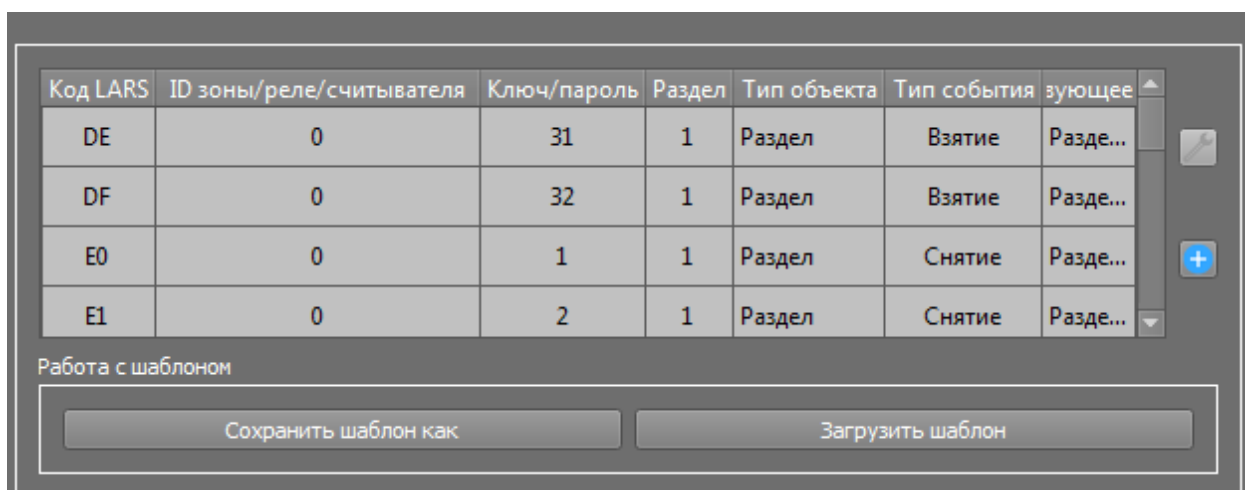 Код LARS ID зоны/реле/считывателя Ключ/пароль Раздел Тип объекта Тип события зующее
DE 0 31 1 Раздел Взятие Разде...
DF 0 32 1 Раздел Взятие Разде...
E0 0 1 1 Раздел Снятие Разде...
E1 0 2 1 Раздел Снятие Разде...
Работа с шаблоном
Сохранить шаблон как Загрузить шаблон